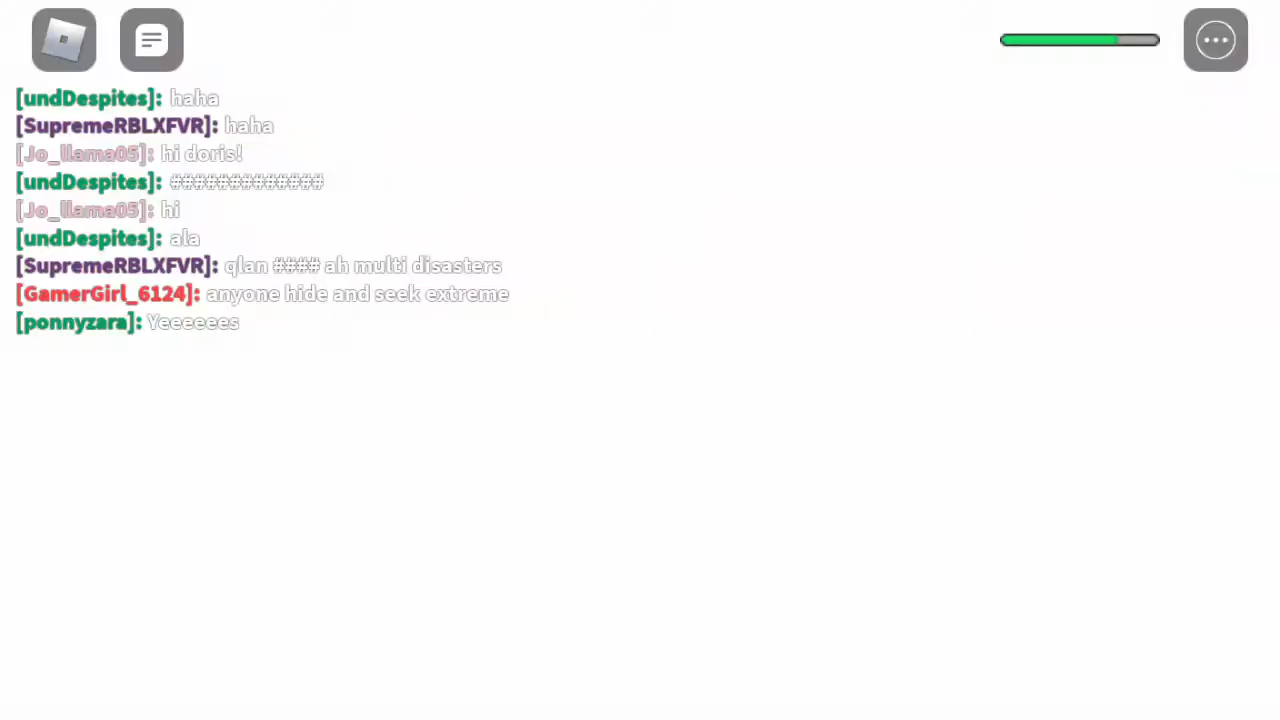 [undDespites]: haha
[SupremeRBLXFVR]: haha
[Jo_llama05]: hi doris!
[undDespites]: #############
[Jo_llama05]: hi
[undDespites]: ala
[SupremeRBLXFVR]: qlan #### ah multi disasters
[GamerGirl_6124]: anyone hide and seek extreme
[ponnyzara]: Yeeeeees